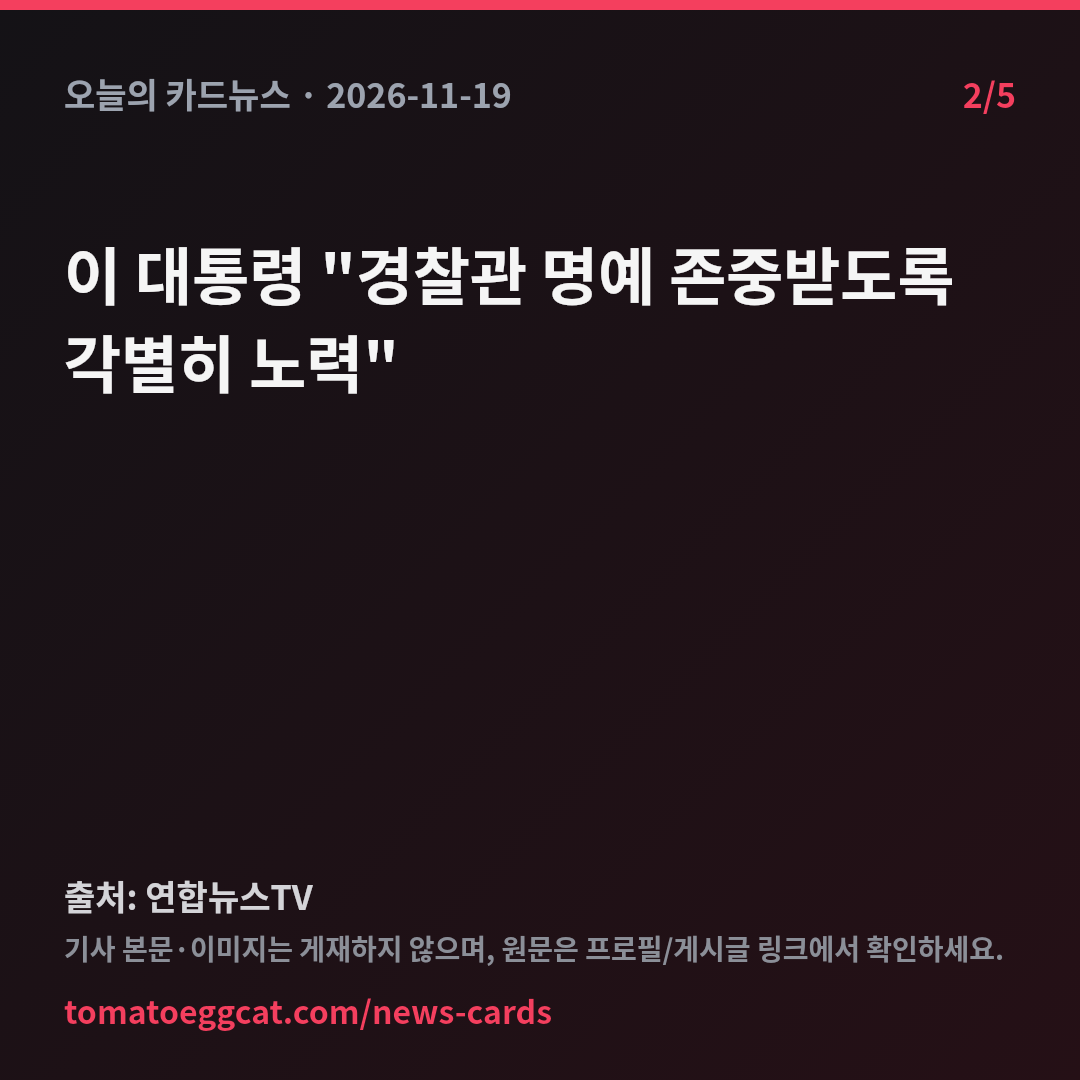 오늘의 카드뉴스 · 2026-11-19
2/5
이 대통령 "경찰관 명예 존중받도록
각별히 노력"
출처: 연합뉴스TV
기사 본문·이미지는 게재하지 않으며, 원문은 프로필/게시글 링크에서 확인하세요.
tomatoeggcat.com/news-cards